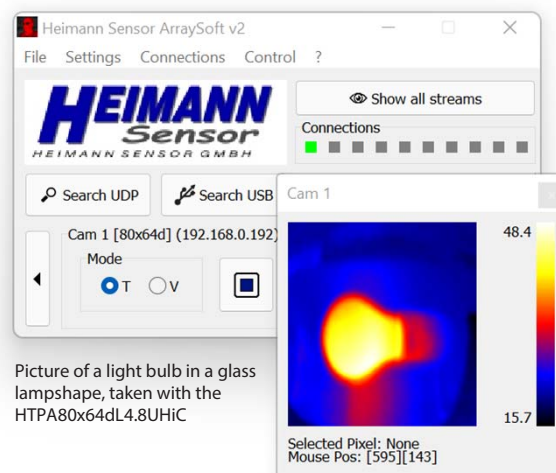 Heimann Sensor ArraySoft v2
File Settings Connections Control ?
HEIMANN
Sensor
HEIMANN SENSOR GMBH
Show all streams
Connections
Search UDP
Search USB
Cam 1 [80x64d] (192.168.0.192)
Mode
T V
Cam 1
48.4
15.7
Selected Pixel: None
Mouse Pos: [595][143]
Picture of a light bulb in a glass
lampshape, taken with the
HTPA80x64dL4.8UHiC